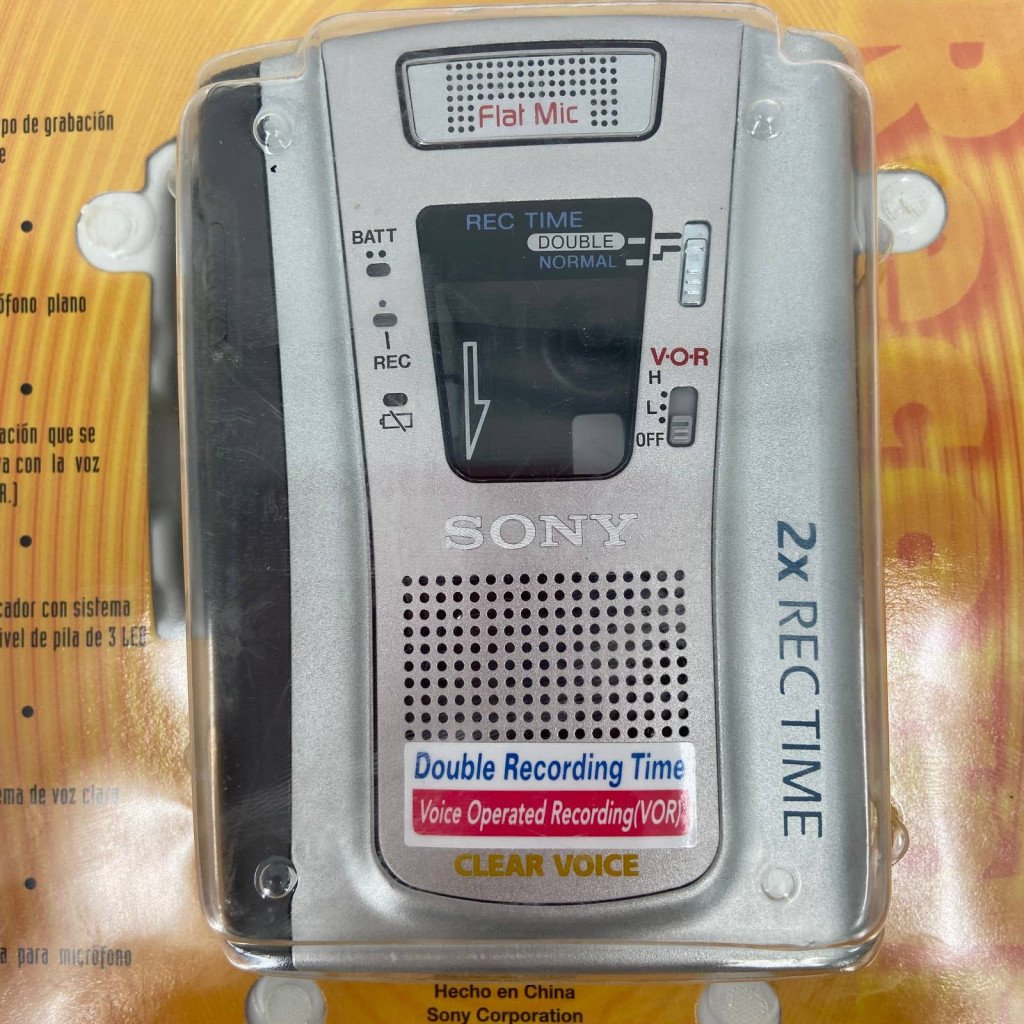 po de grabación
e
ófono plano
ación que se
va con la voz
R.]
cador con sistema
ivel de pila de 3 LED
ema de voz clara
a para micrófono
Flat Mic
REC TIME
DOUBLE
NORMAL
BATT
REC
V·O·R
H
L
OFF
SONY
2x REC TIME
Double Recording Time
Voice Operated Recording(VOR)
CLEAR VOICE
Hecho en China
Sony Corporation